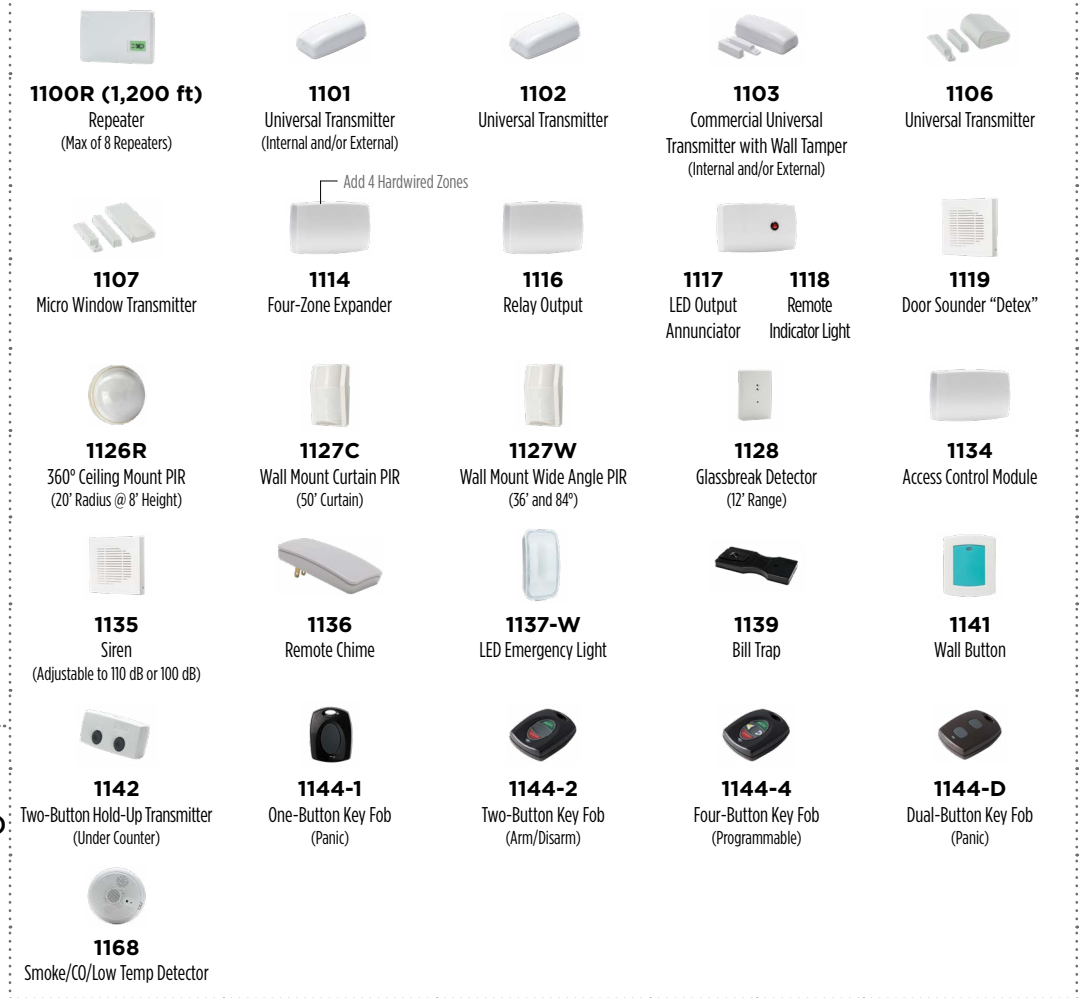 1100R (1,200 ft)
Repeater
(Max of 8 Repeaters)
1101
Universal Transmitter
(Internal and/or External)
1102
Universal Transmitter
1103
Commercial Universal
Transmitter with Wall Tamper
(Internal and/or External)
1106
Universal Transmitter
1107
Micro Window Transmitter
Add 4 Hardwired Zones
1114
Four-Zone Expander
1116
Relay Output
1117
LED Output
Annunciator
1118
Remote
Indicator Light
1119
Door Sounder “Detex”
1126R
360º Ceiling Mount PIR
(20’ Radius @ 8’ Height)
1127C
Wall Mount Curtain PIR
(50’ Curtain)
1127W
Wall Mount Wide Angle PIR
(36’ and 84º)
1128
Glassbreak Detector
(12’ Range)
1134
Access Control Module
1135
Siren
(Adjustable to 110 dB or 100 dB)
1136
Remote Chime
1137-W
LED Emergency Light
1139
Bill Trap
1141
Wall Button
1142
Two-Button Hold-Up Transmitter
(Under Counter)
1144-1
One-Button Key Fob
(Panic)
1144-2
Two-Button Key Fob
(Arm/Disarm)
1144-4
Four-Button Key Fob
(Programmable)
1144-D
Dual-Button Key Fob
(Panic)
1168
Smoke/CO/Low Temp Detector